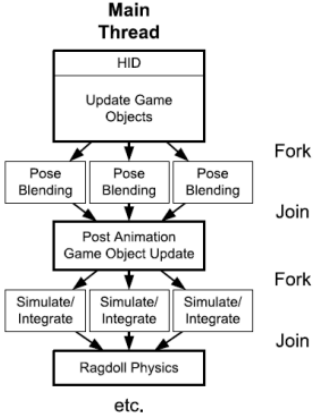 Main
Thread
HID
Update Game
Objects
Fork
Pose
Blending
Pose
Blending
Pose
Blending
Join
Post Animation
Game Object Update
Fork
Simulate/
Integrate
Simulate/
Integrate
Simulate/
Integrate
Join
Ragdoll Physics
etc.